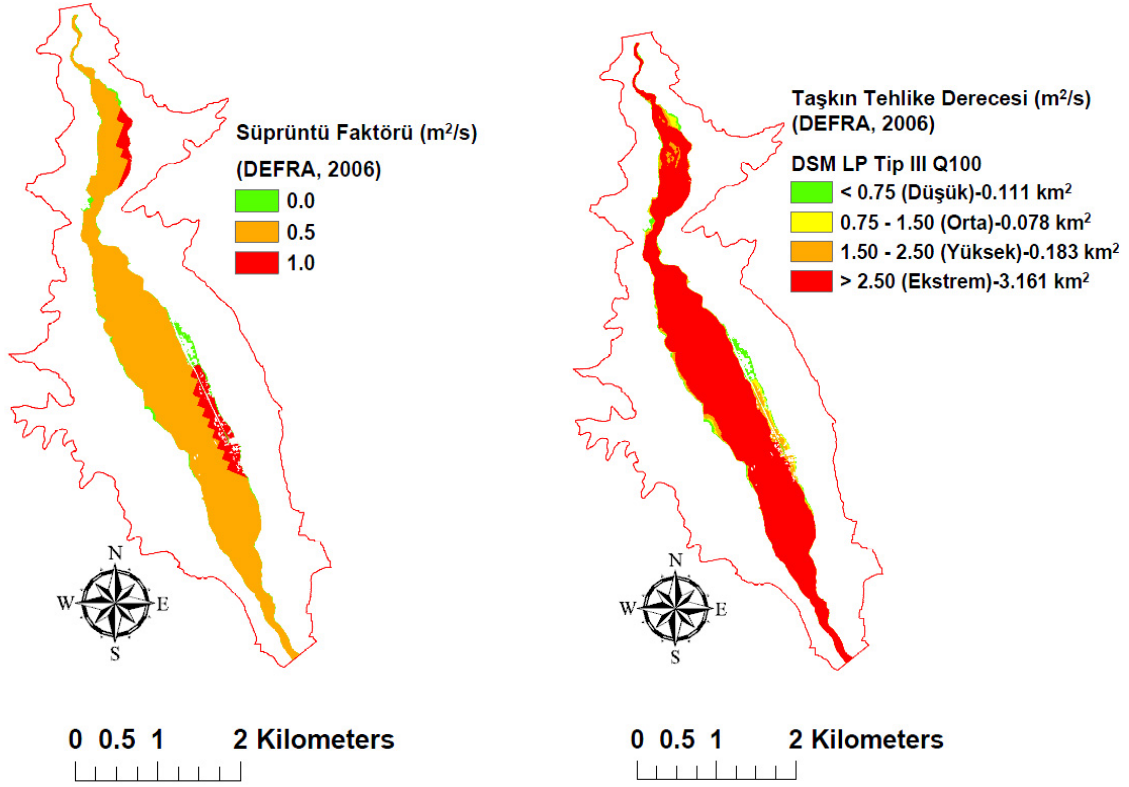 Süprüntü Faktörü (m²/s)
(DEFRA, 2006)
0.0
0.5
1.0
N
W E
S
0 0.5 1 2 Kilometers
Taşkın Tehlike Derecesi (m²/s)
(DEFRA, 2006)
DSM LP Tip III Q100
< 0.75 (Düşük)-0.111 km²
0.75 - 1.50 (Orta)-0.078 km²
1.50 - 2.50 (Yüksek)-0.183 km²
> 2.50 (Ekstrem)-3.161 km²
N
W E
S
0 0.5 1 2 Kilometers